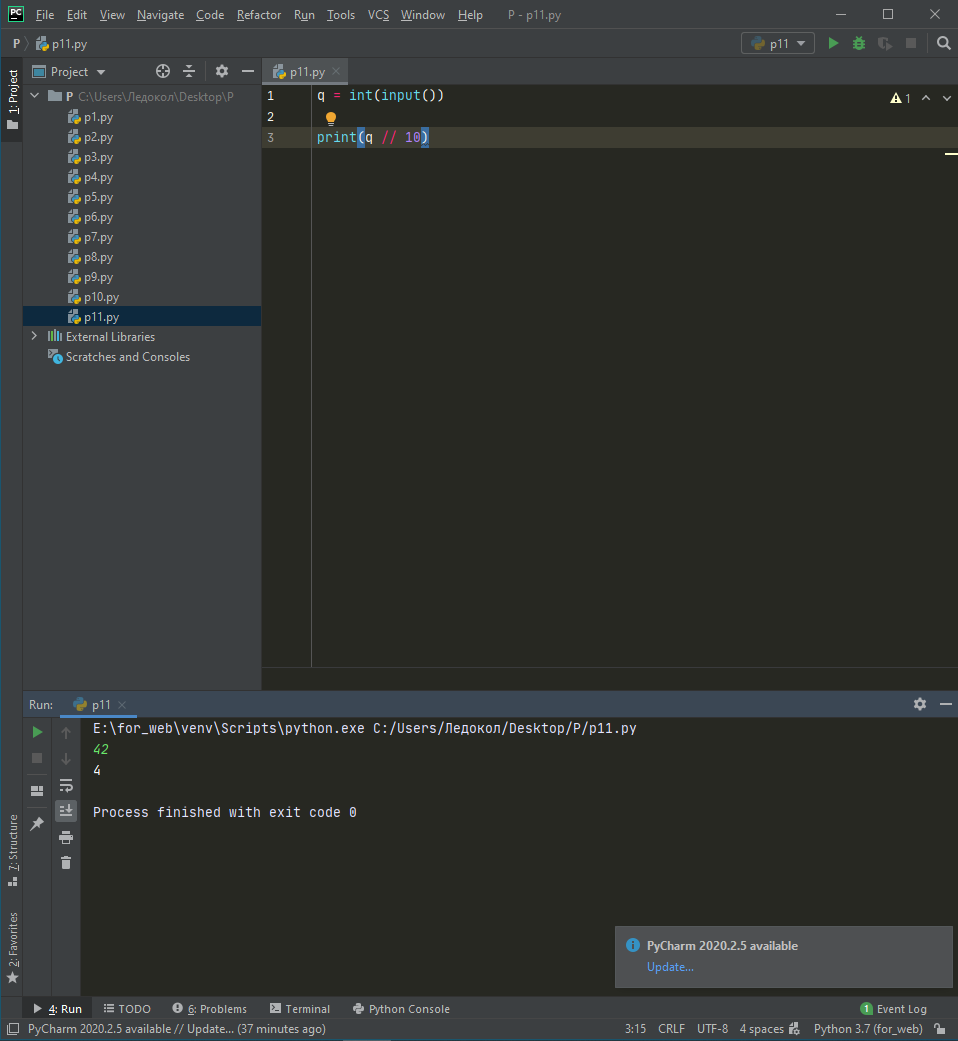 PC File Edit View Navigate Code Refactor Run Tools VCS Window Help P - p11.py
P p11.py p11
1: Project
Project
p11.py
P C:\Users\Ледокол\Desktop\P
p1.py
p2.py
p3.py
p4.py
p5.py
p6.py
p7.py
p8.py
p9.py
p10.py
p11.py
External Libraries
Scratches and Consoles
1 q = int(input())
2
3 print(q // 10)
1
Run: p11
E:\for_web\venv\Scripts\python.exe C:/Users/Ледокол/Desktop/P/p11.py
42
4
Process finished with exit code 0
7: Structure
2: Favorites
PyCharm 2020.2.5 available
Update...
4: Run TODO 6: Problems Terminal Python Console 1 Event Log
PyCharm 2020.2.5 available // Update... (37 minutes ago) 3:15 CRLF UTF-8 4 spaces Python 3.7 (for_web)